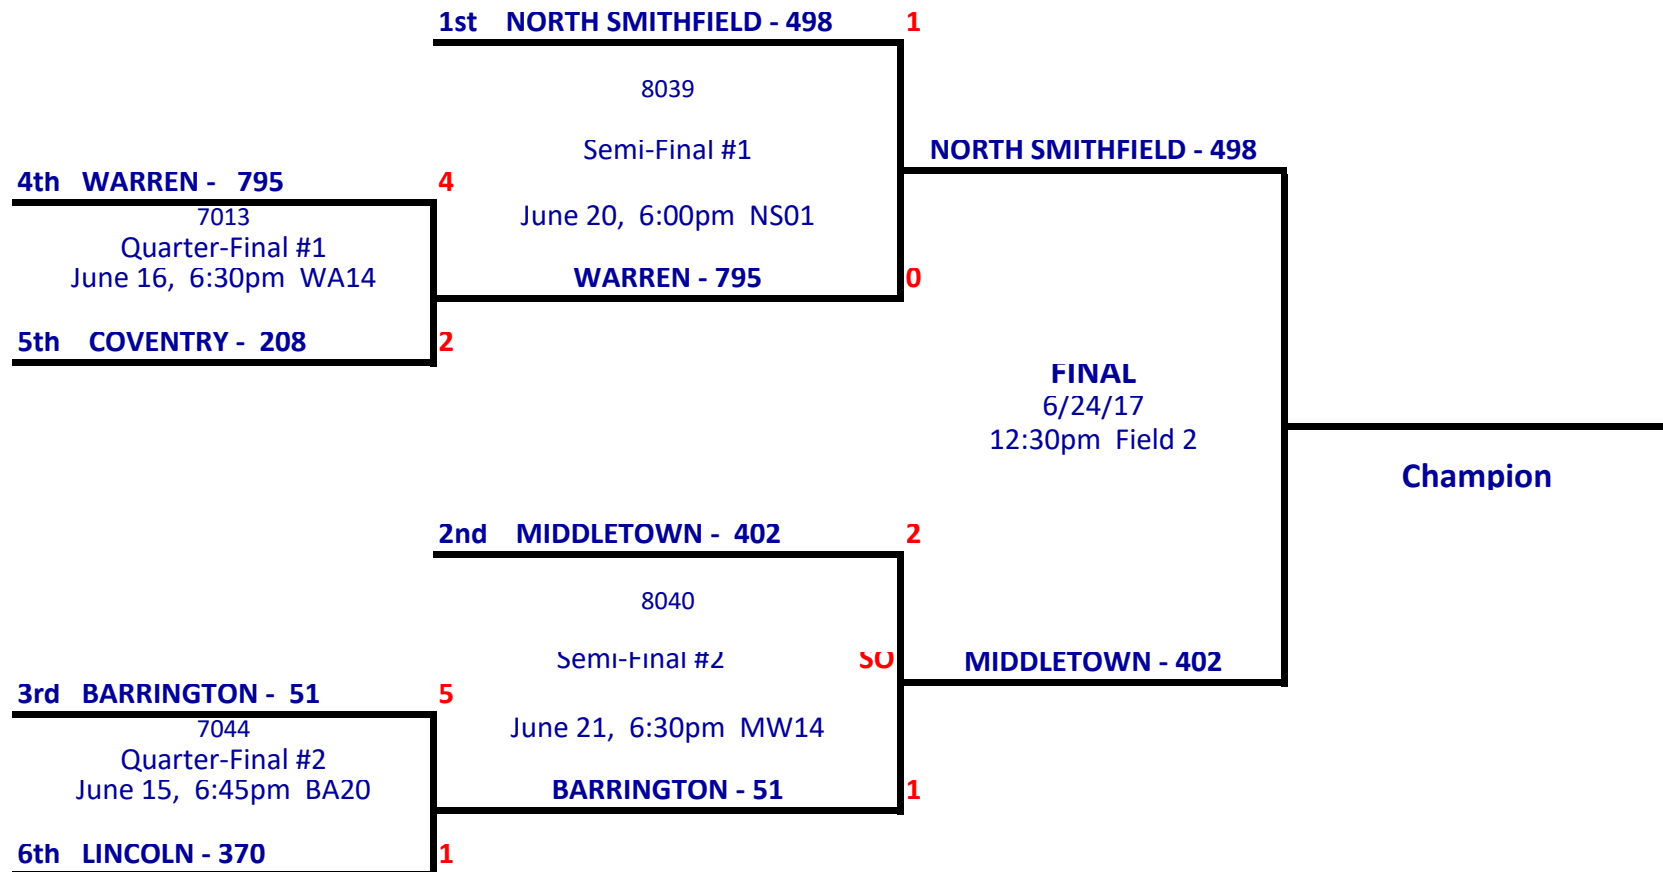 1st NORTH SMITHFIELD - 498 1
8039
Semi-Final #1
NORTH SMITHFIELD - 498
4th WARREN - 795 4
7013
June 20, 6:00pm NS01
Quarter-Final #1
June 16, 6:30pm WA14
WARREN - 795 0
5th COVENTRY - 208 2
FINAL
6/24/17
12:30pm Field 2
Champion
2nd MIDDLETOWN - 402 2
8040
Semi-Final #2 SO
MIDDLETOWN - 402
3rd BARRINGTON - 51 5
7044
June 21, 6:30pm MW14
Quarter-Final #2
June 15, 6:45pm BA20
BARRINGTON - 51 1
6th LINCOLN - 370 1